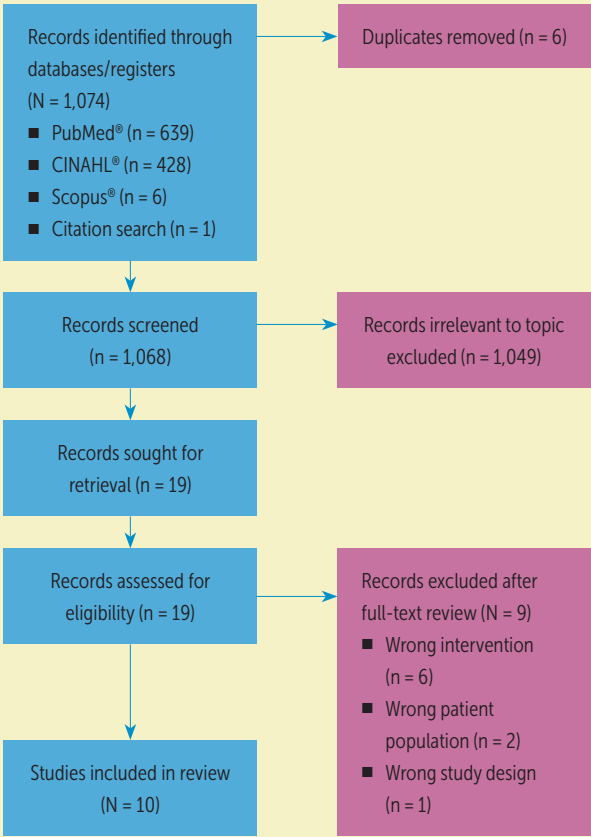 Records identified through
databases/registers
(N = 1,074)
■ PubMed® (n = 639)
■ CINAHL® (n = 428)
■ Scopus® (n = 6)
■ Citation search (n = 1)
Duplicates removed (n = 6)
Records screened
(n = 1,068)
Records irrelevant to topic
excluded (n = 1,049)
Records sought for
retrieval (n = 19)
Records assessed for
eligibility (n = 19)
Records excluded after
full-text review (N = 9)
■ Wrong intervention
(n = 6)
■ Wrong patient
population (n = 2)
■ Wrong study design
(n = 1)
Studies included in review
(N = 10)